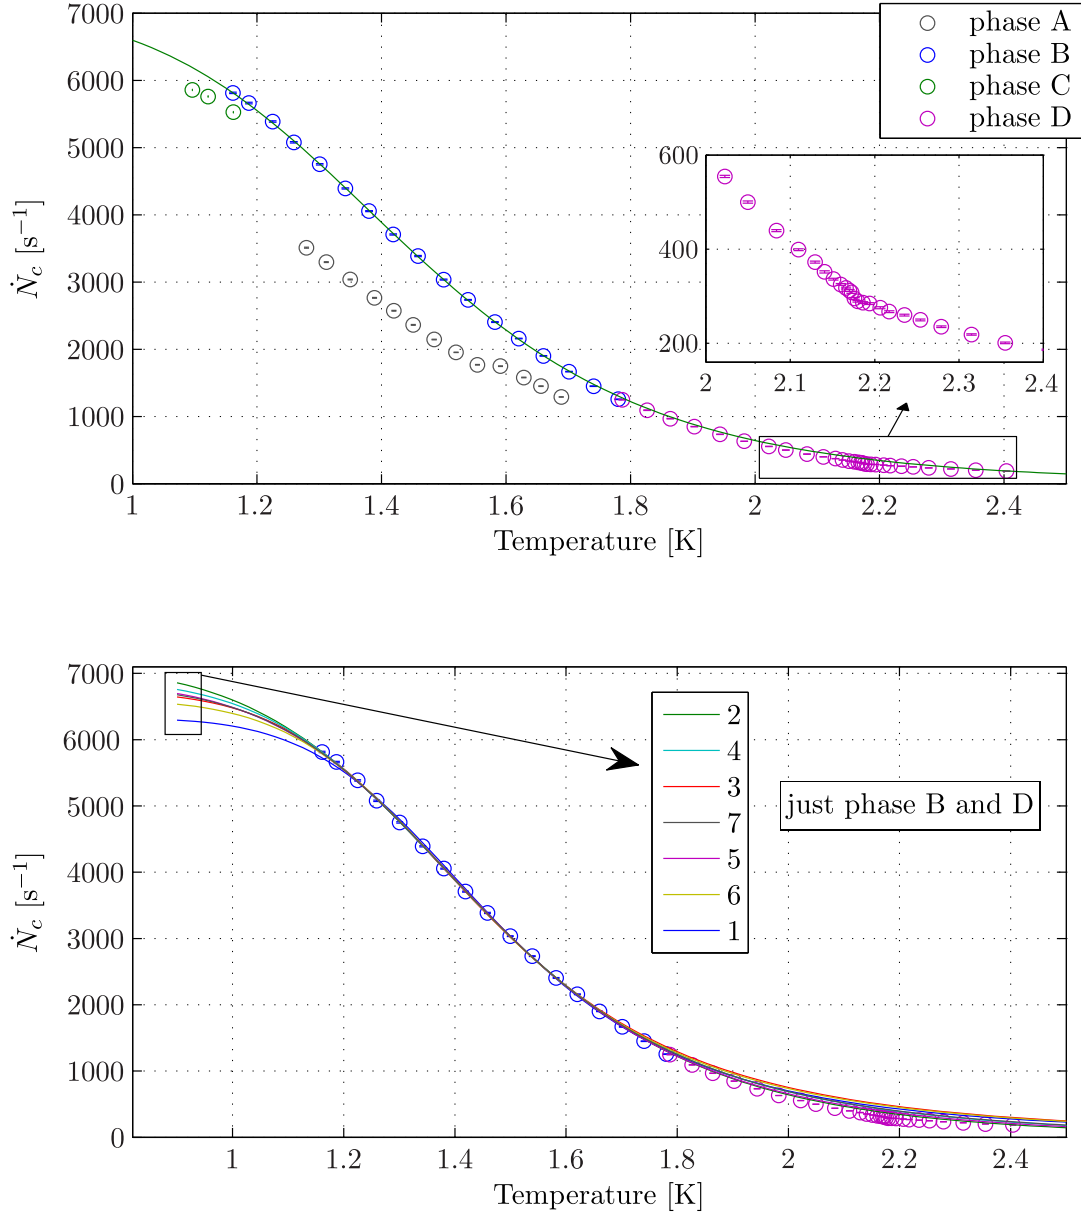 7000
6000
5000
4000
3000
2000
1000
0
Ṅc [s⁻¹]
1 1.2 1.4 1.6 1.8 2 2.2 2.4
Temperature [K]
phase A
phase B
phase C
phase D
600
400
200
2 2.1 2.2 2.3 2.4
7000
6000
5000
4000
3000
2000
1000
0
Ṅc [s⁻¹]
1 1.2 1.4 1.6 1.8 2 2.2 2.4
Temperature [K]
2
4
3
7
5
6
1
just phase B and D